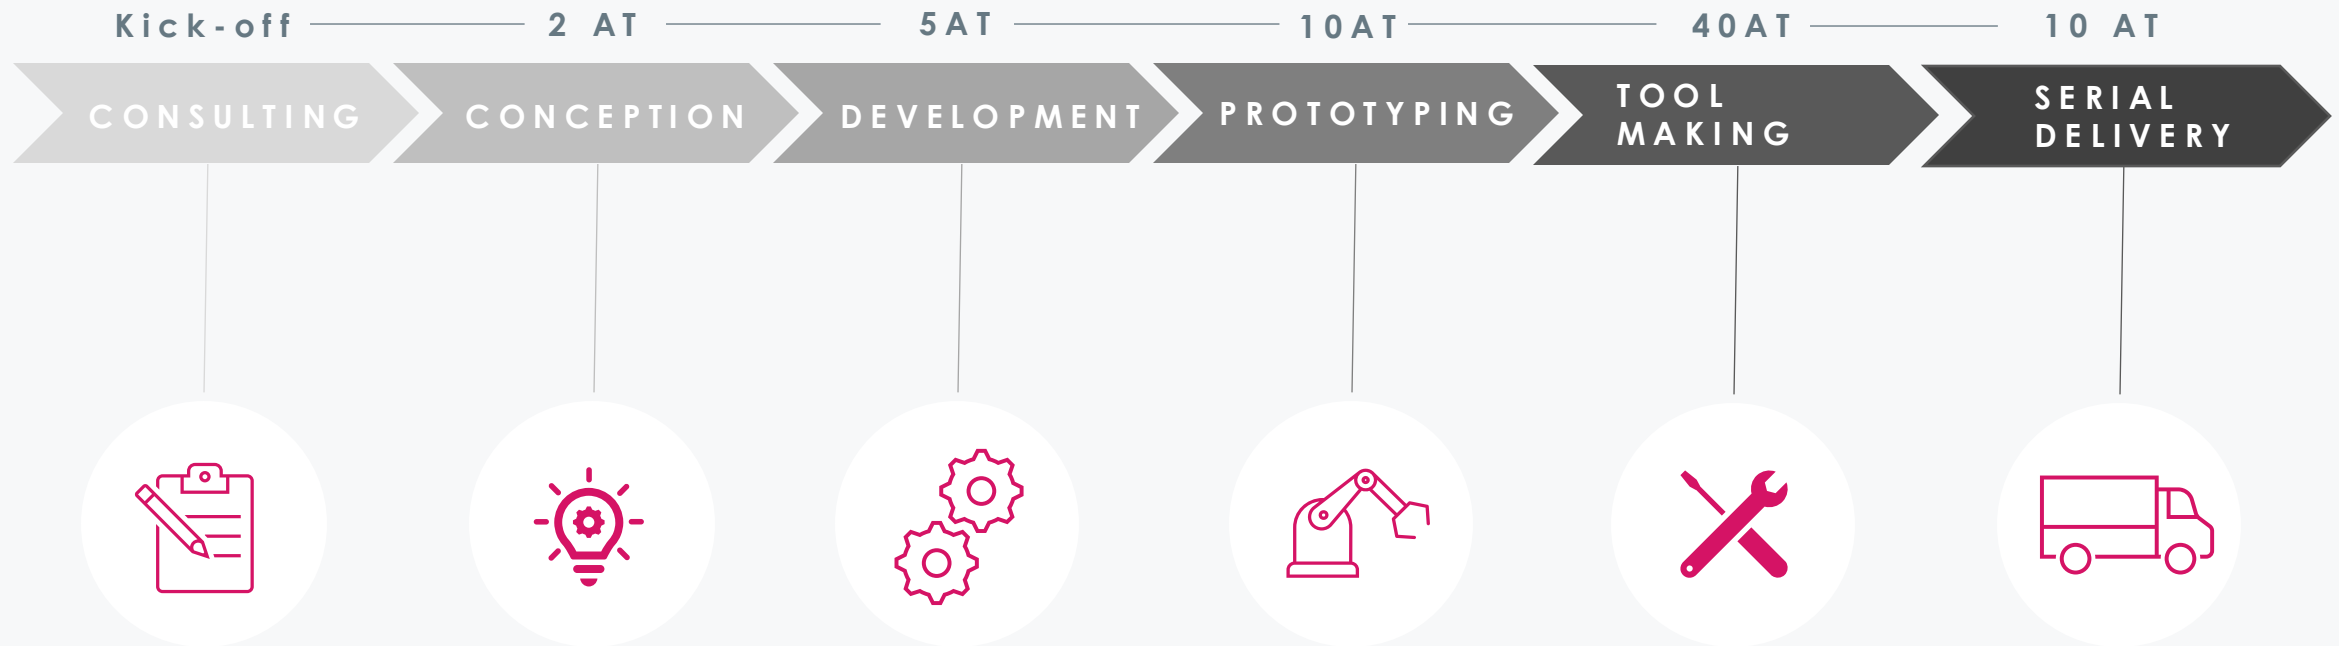 Kick-off
2 AT
5AT
10AT
40AT
10 AT
CONSULTING
CONCEPTION
DEVELOPMENT
PROTOTYPING
TOOL
MAKING
SERIAL
DELIVERY